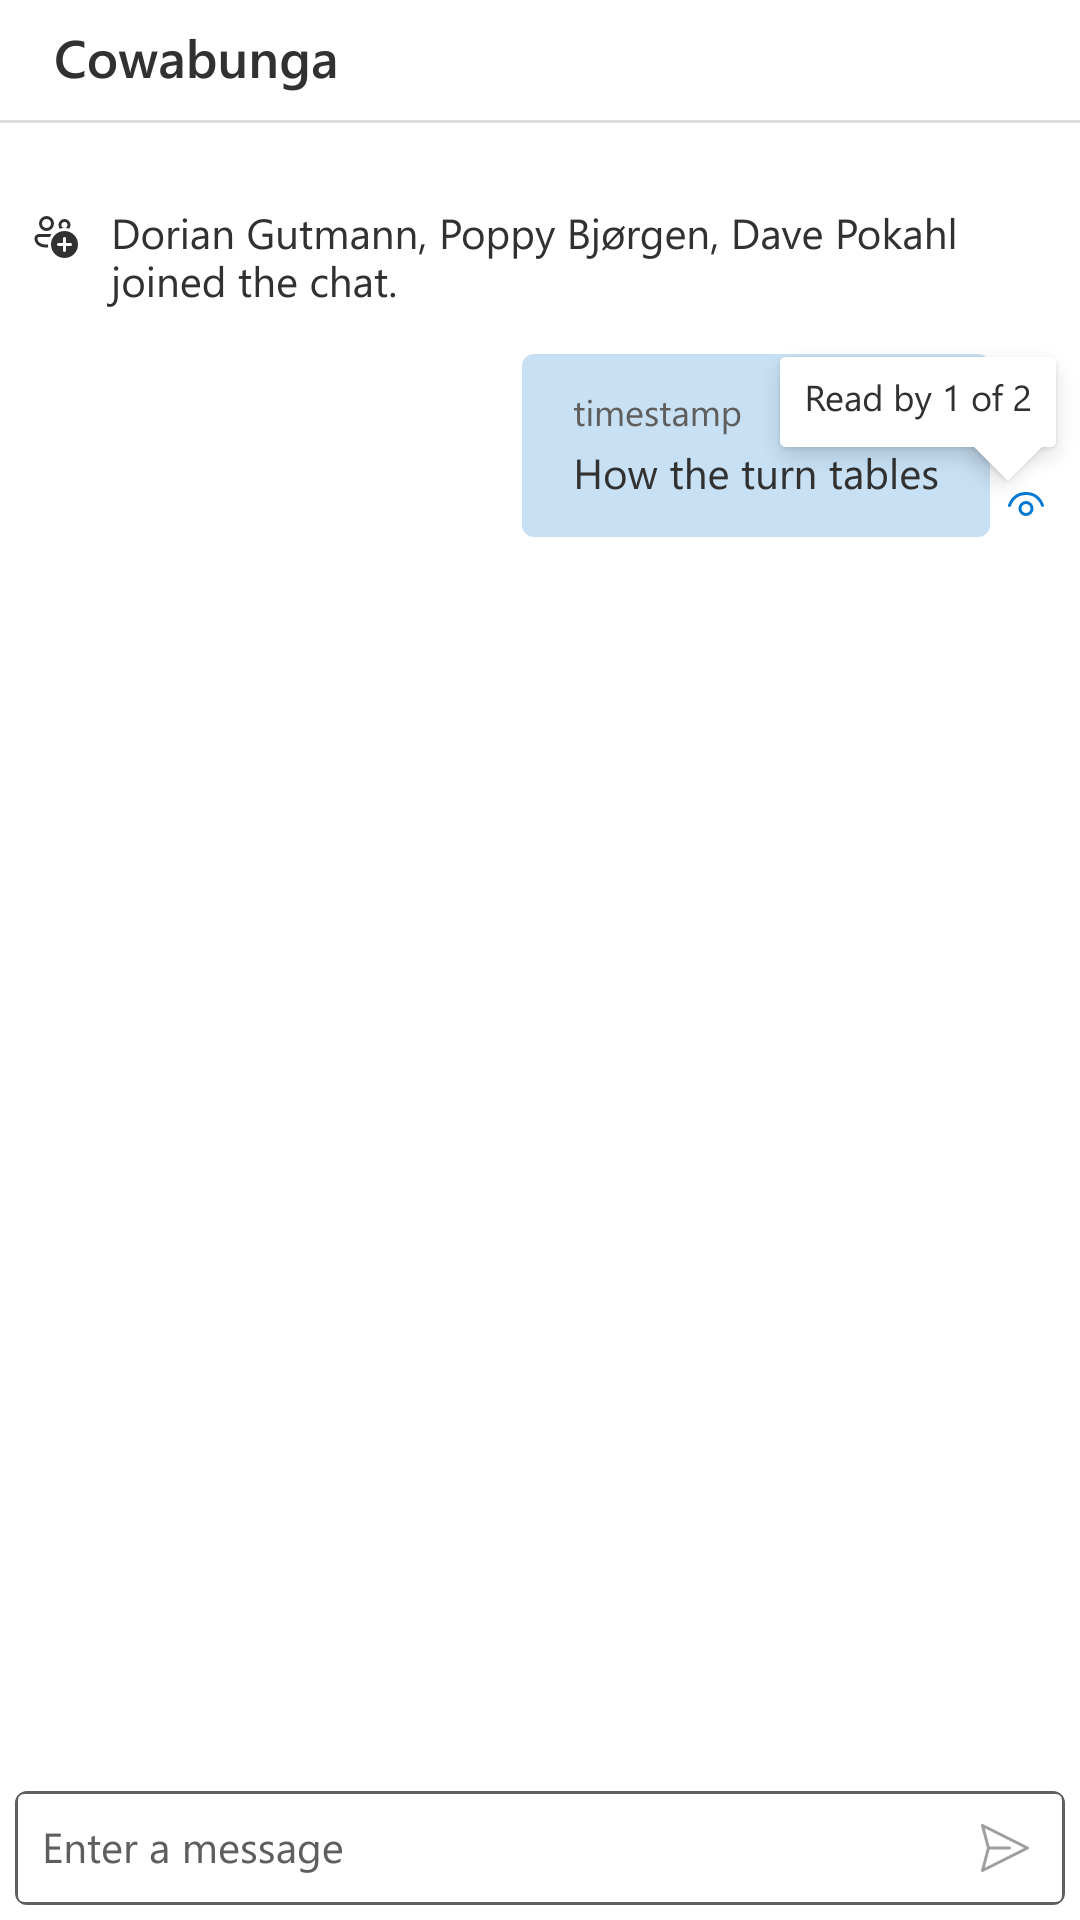 Cowabunga
Dorian Gutmann, Poppy Bjørgen, Dave Pokahl
joined the chat.
timestamp
Read by 1 of 2
How the turn tables
Enter a message